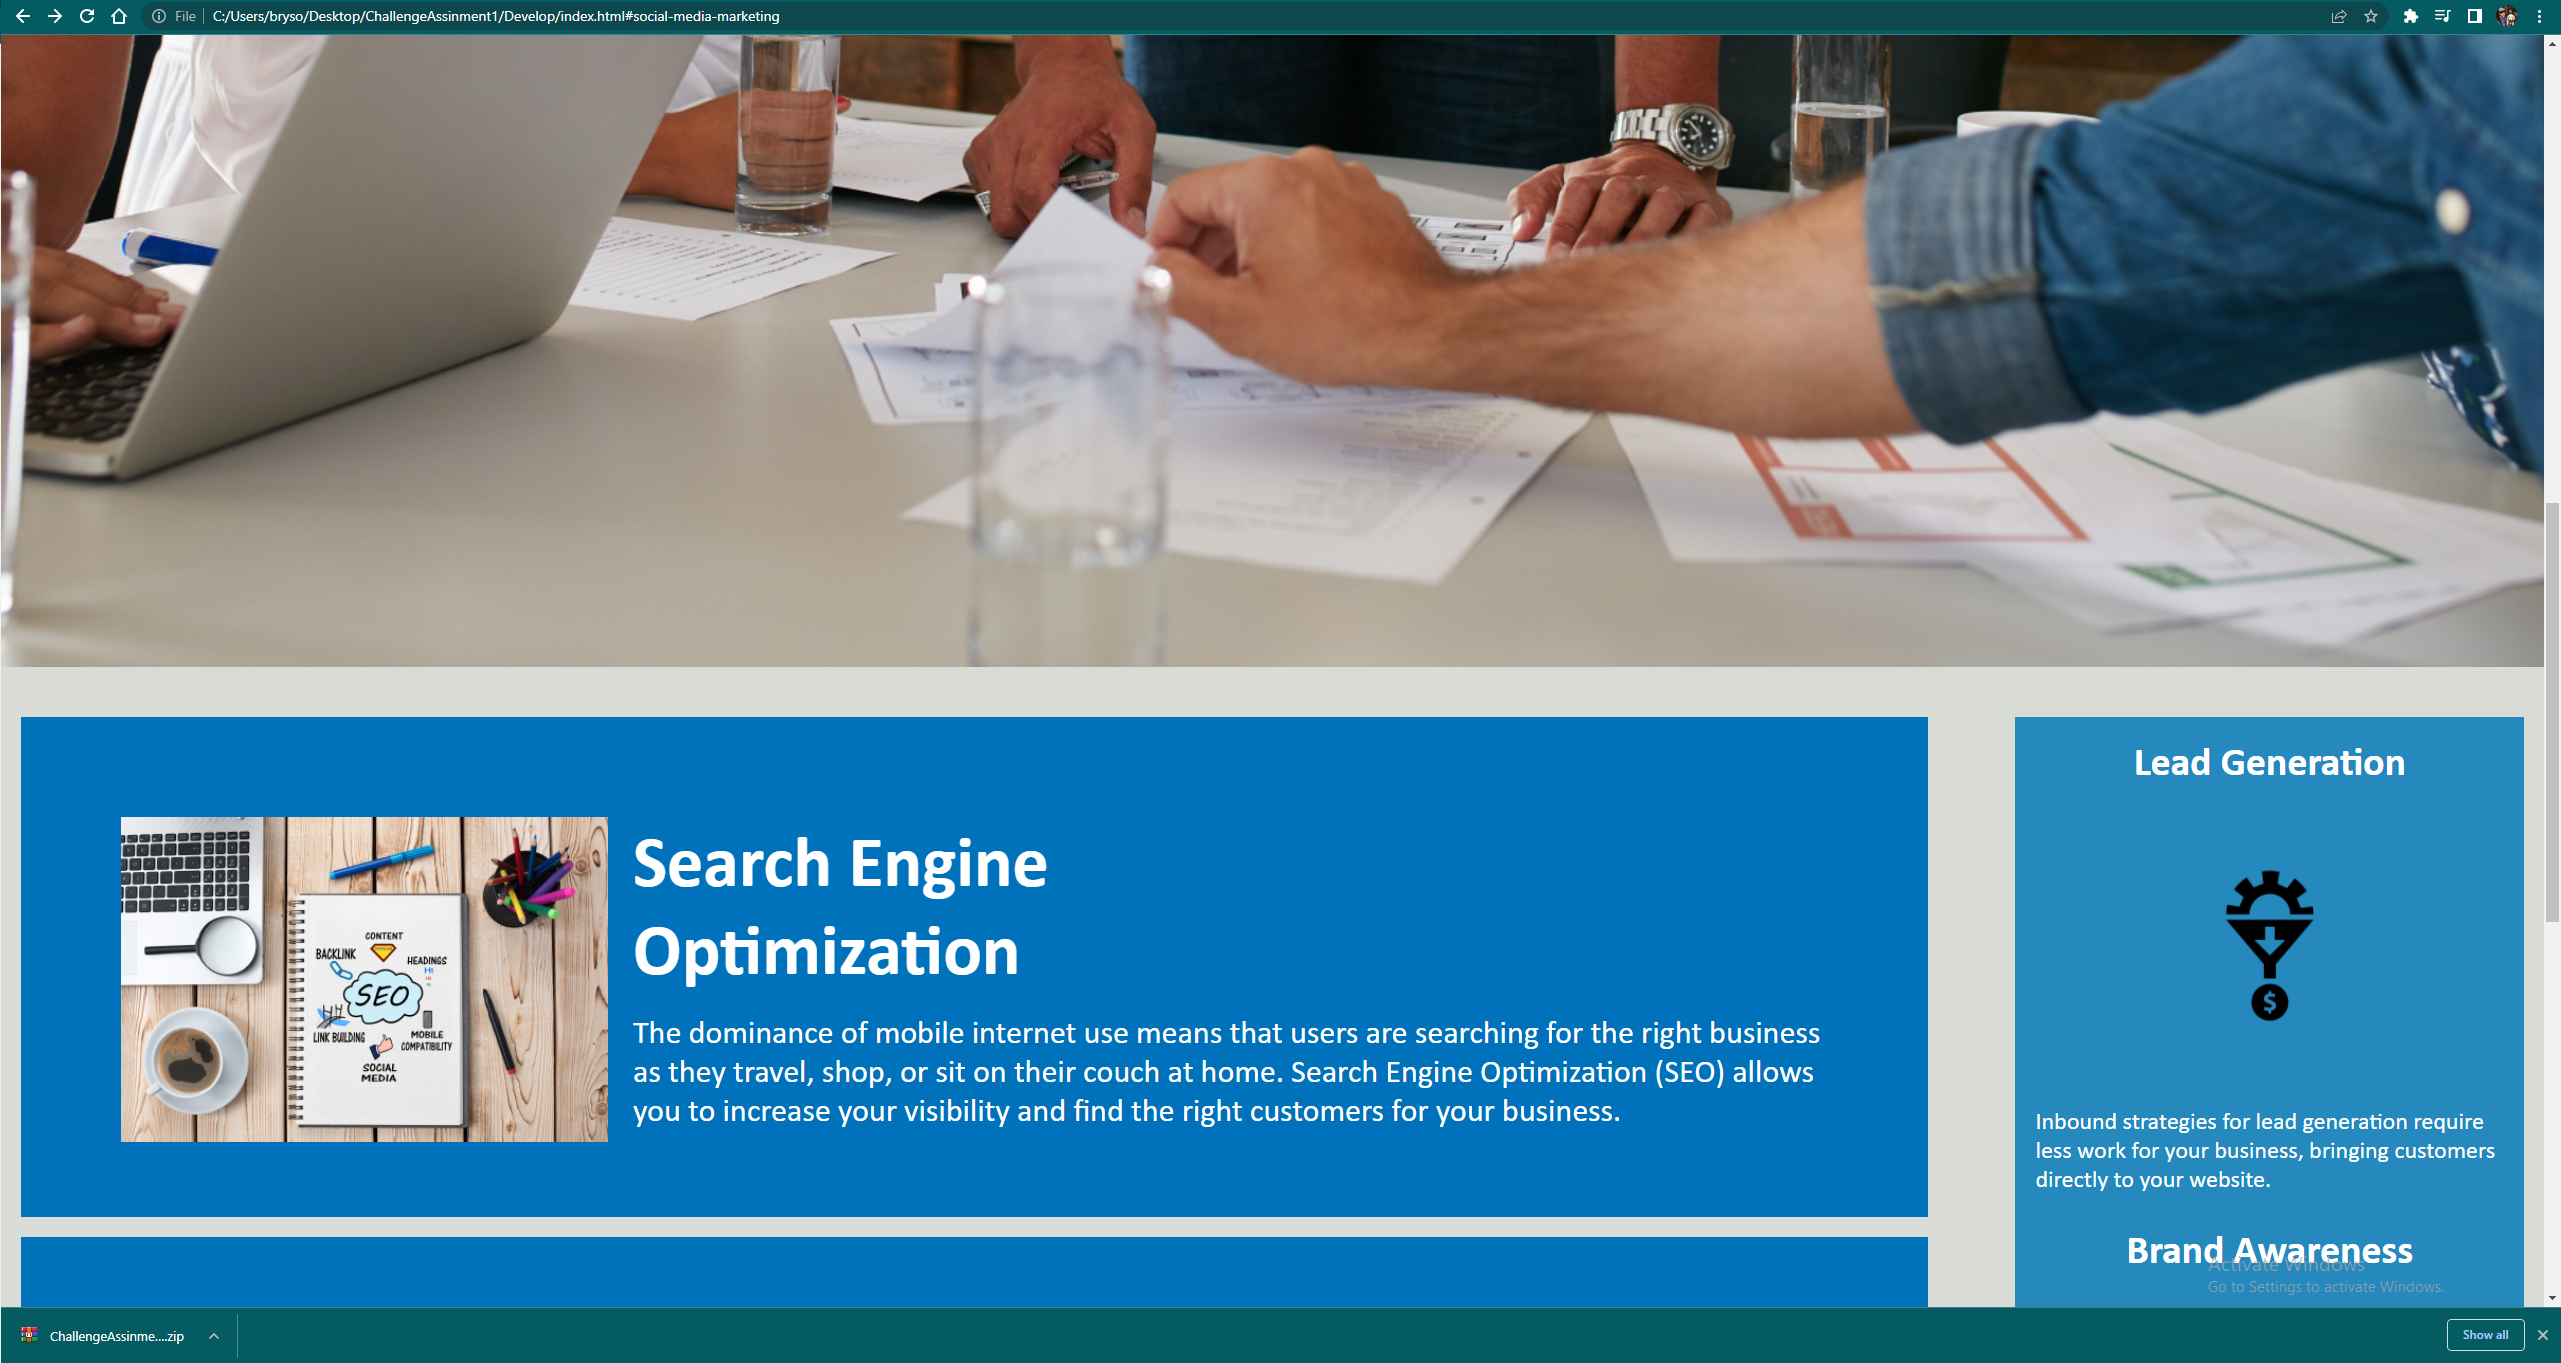 File
C:/Users/bryso/Desktop/ChallengeAssinment1/Develop/index.html#social-media-marketing
Search Engine
Optimization
The dominance of mobile internet use means that users are searching for the right business
as they travel, shop, or sit on their couch at home. Search Engine Optimization (SEO) allows
you to increase your visibility and find the right customers for your business.
CONTENT
BACKLINK
HEADINGS
H1
SEO
LINK BUILDING
MOBILE
COMPATIBILITY
SOCIAL
MEDIA
Lead Generation
$
Inbound strategies for lead generation require
less work for your business, bringing customers
directly to your website.
Brand Awareness
Activate Windows
Go to Settings to activate Windows.
ChallengeAssinme....zip
Show all